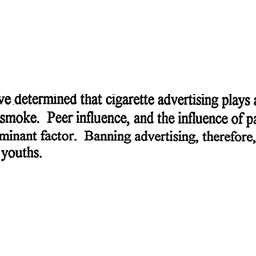 ve determined that cigarette advertising plays
smoke. Peer influence, and the influence of
minant factor. Banning advertising, therefore,
youths.